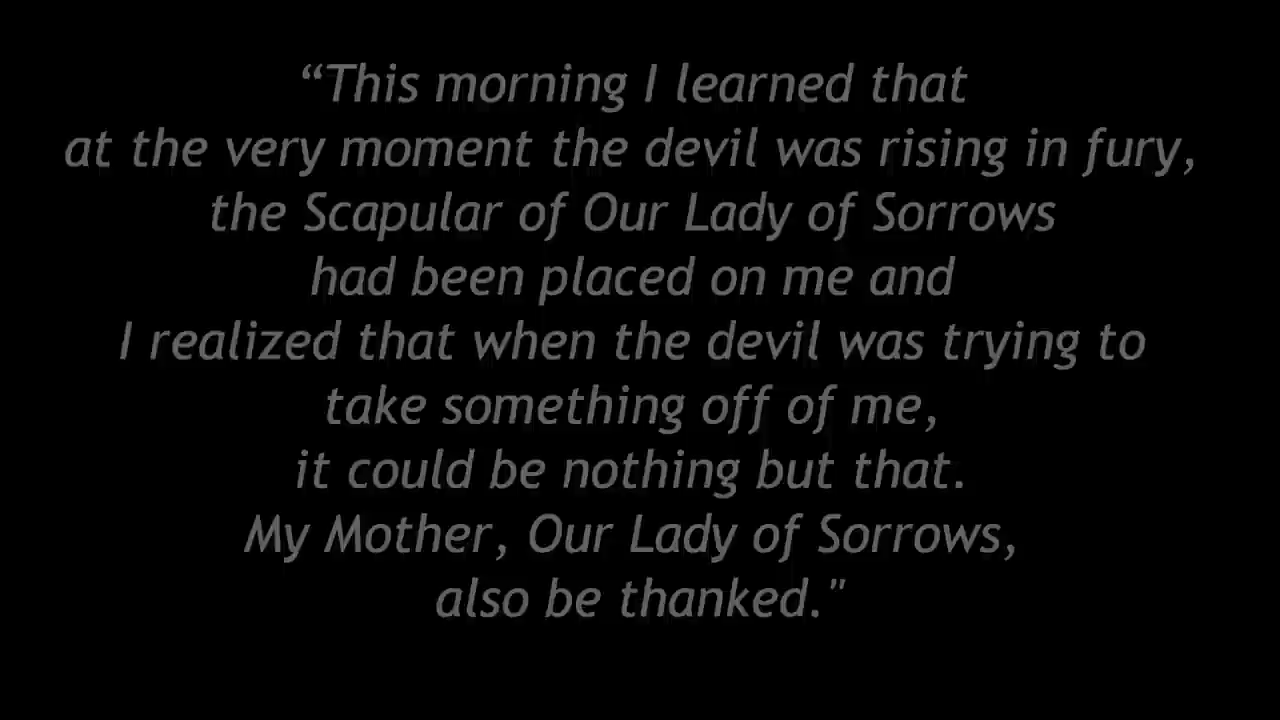 “This morning I learned that
at the very moment the devil was rising in fury,
the Scapular of Our Lady of Sorrows
had been placed on me and
I realized that when the devil was trying to
take something off of me,
it could be nothing but that.
My Mother, Our Lady of Sorrows,
also be thanked."